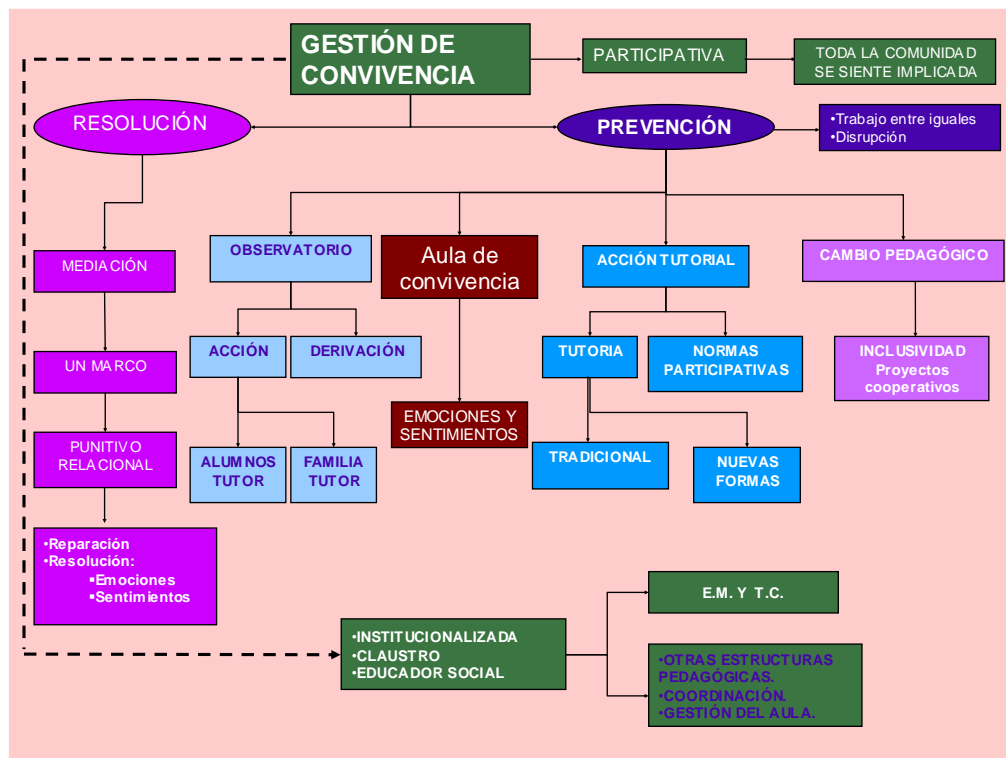 GESTIÓN DE
CONVIVENCIA
PARTICIPATIVA
TODA LA COMUNIDAD
SE SIENTE IMPLICADA
RESOLUCIÓN
PREVENCIÓN
•Trabajo entre iguales
•Disrupción
MEDIACIÓN
OBSERVATORIO
Aula de
convivencia
ACCIÓN TUTORIAL
CAMBIO PEDAGÓGICO
UN MARCO
ACCIÓN
DERIVACIÓN
TUTORIA
NORMAS
PARTICIPATIVAS
INCLUSIVIDAD
Proyectos
cooperativos
EMOCIONES Y
SENTIMIENTOS
PUNITIVO
RELACIONAL
ALUMNOS
TUTOR
FAMILIA
TUTOR
TRADICIONAL
NUEVAS
FORMAS
•Reparación
•Resolución:
▪Emociones
▪Sentimientos
E.M. Y T.C.
•INSTITUCIONALIZADA
•CLAUSTRO
•EDUCADOR SOCIAL
•OTRAS ESTRUCTURAS
PEDAGÓGICAS.
•COORDINACIÓN.
•GESTIÓN DEL AULA.